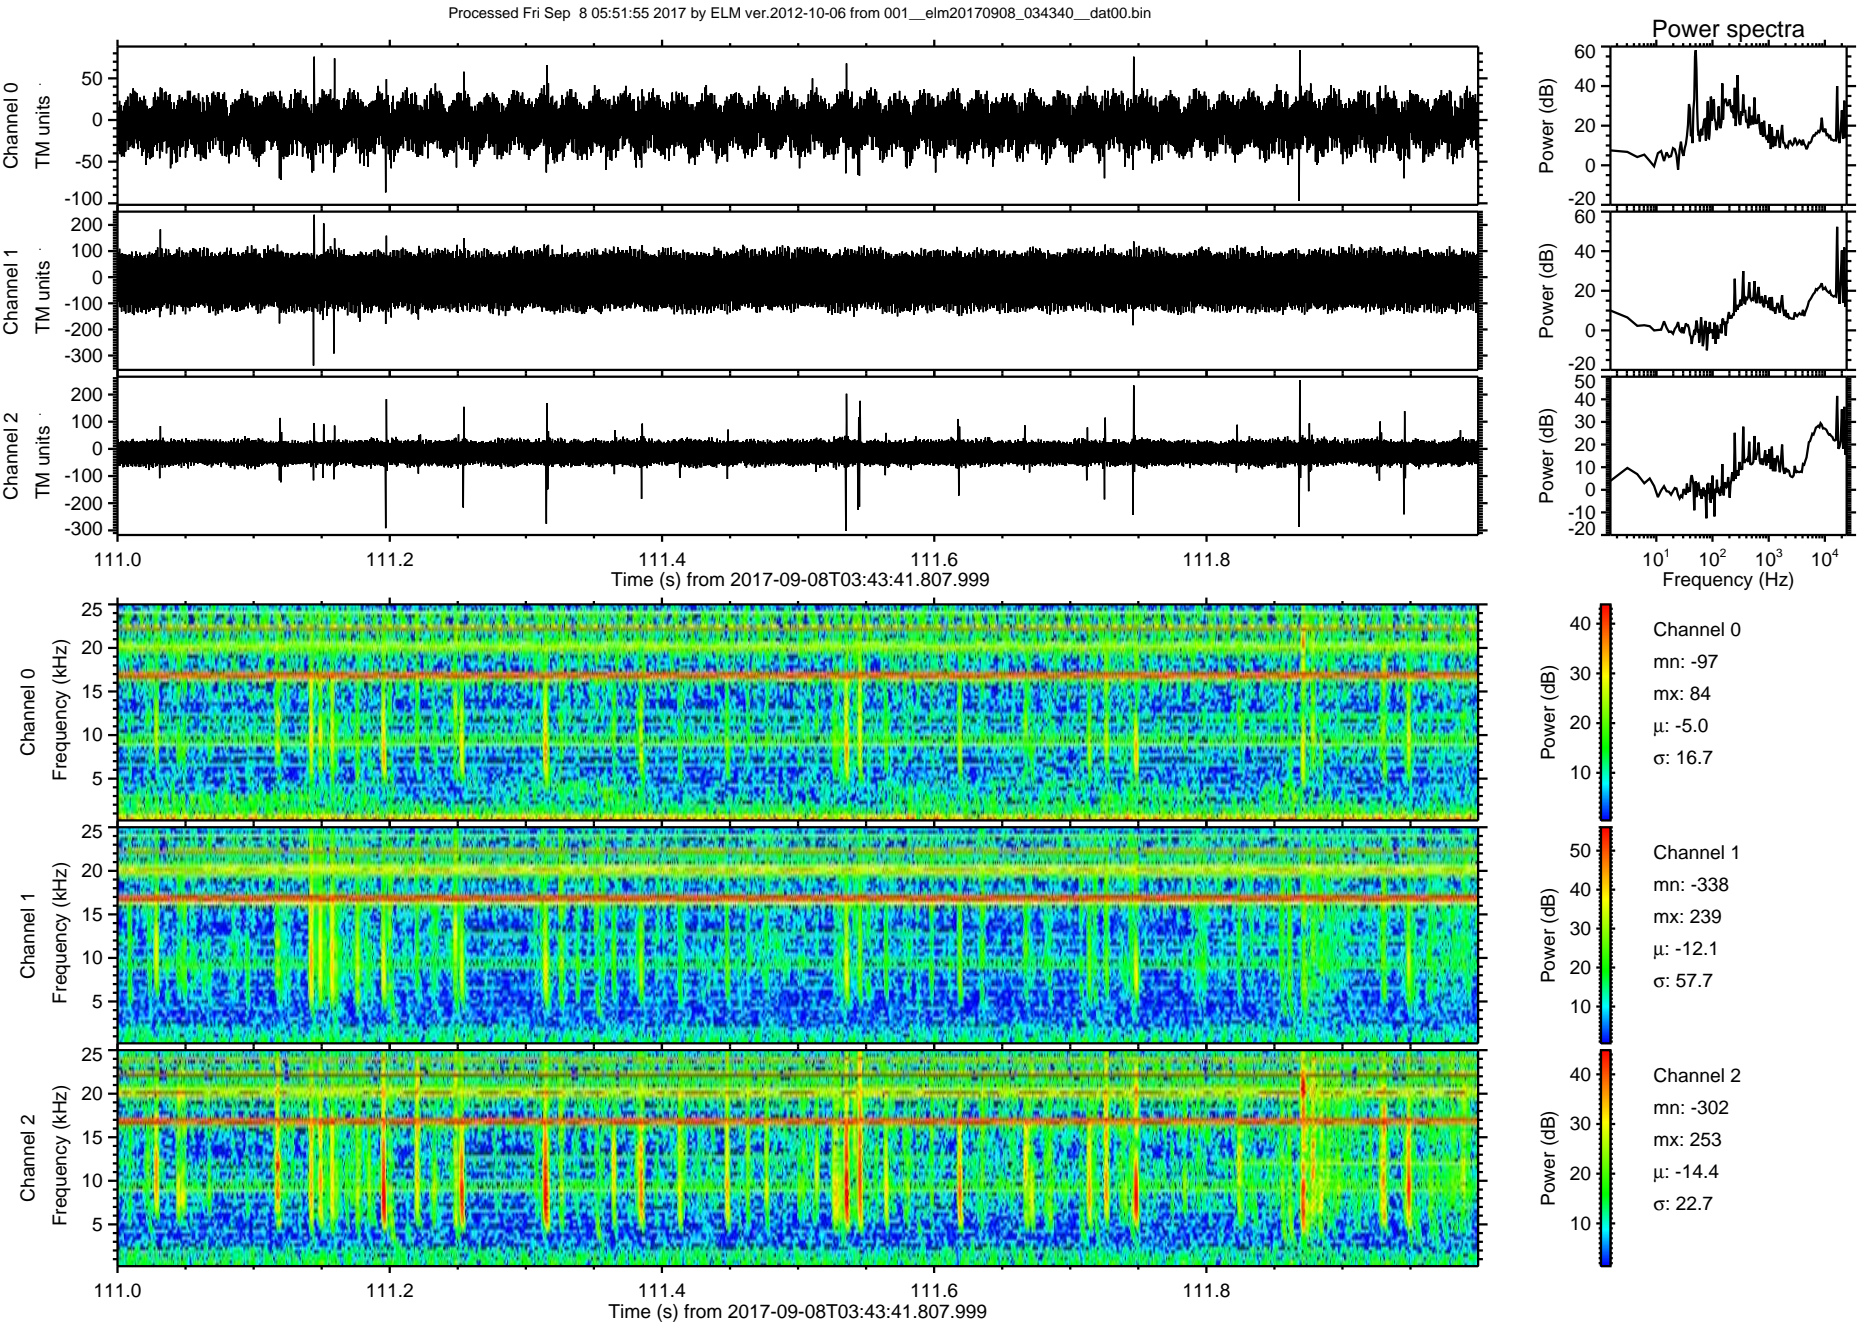 Processed Fri Sep  8 05:51:55 2017 by ELM ver.2012-10-06 from 001__elm20170908_034340__dat00.bin
Power spectra
Channel 0
TM units
50
0
-50
-100
Power (dB)
60
40
20
0
-20
Channel 1
TM units
200
100
0
-100
-200
-300
Power (dB)
60
40
20
0
-20
Channel 2
TM units
200
100
0
-100
-200
-300
Power (dB)
50
40
30
20
10
0
-10
-20
111.0 111.2 111.4 111.6 111.8
Time (s) from 2017-09-08T03:43:41.807.999
10¹ 10² 10³ 10⁴
Frequency (Hz)
Channel 0
Frequency (kHz)
25
20
15
10
5
Power (dB)
40
30
20
10
Channel 0
mn: -97
mx: 84
μ: -5.0
σ: 16.7
Channel 1
Frequency (kHz)
25
20
15
10
5
Power (dB)
50
40
30
20
10
Channel 1
mn: -338
mx: 239
μ: -12.1
σ: 57.7
Channel 2
Frequency (kHz)
25
20
15
10
5
Power (dB)
40
30
20
10
Channel 2
mn: -302
mx: 253
μ: -14.4
σ: 22.7
111.0 111.2 111.4 111.6 111.8
Time (s) from 2017-09-08T03:43:41.807.999